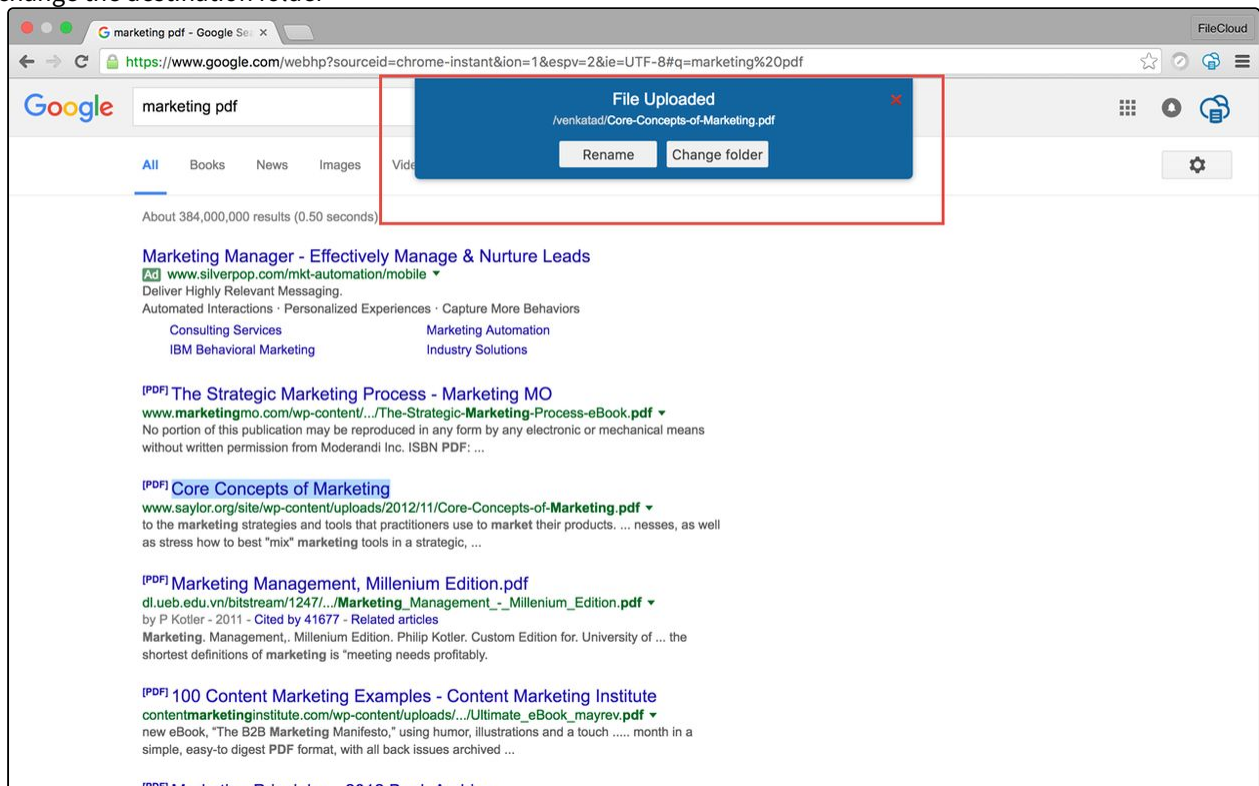 change the destination folder
marketing pdf - Google Se
FileCloud
https://www.google.com/webhp?sourceid=chrome-instant&ion=1&espv=2&ie=UTF-8#q=marketing%20pdf
Google
marketing pdf
File Uploaded
/venkatad/Core-Concepts-of-Marketing.pdf
Rename Change folder
All Books News Images Vide
About 384,000,000 results (0.50 seconds)
Marketing Manager - Effectively Manage & Nurture Leads
Ad www.silverpop.com/mkt-automation/mobile
Deliver Highly Relevant Messaging.
Automated Interactions · Personalized Experiences · Capture More Behaviors
Consulting Services Marketing Automation
IBM Behavioral Marketing Industry Solutions
[PDF] The Strategic Marketing Process - Marketing MO
www.marketingmo.com/wp-content/.../The-Strategic-Marketing-Process-eBook.pdf
No portion of this publication may be reproduced in any form by any electronic or mechanical means
without written permission from Moderandi Inc. ISBN PDF: ...
[PDF] Core Concepts of Marketing
www.saylor.org/site/wp-content/uploads/2012/11/Core-Concepts-of-Marketing.pdf
to the marketing strategies and tools that practitioners use to market their products. ... nesses, as well
as stress how to best "mix" marketing tools in a strategic, ...
[PDF] Marketing Management, Millenium Edition.pdf
dl.ueb.edu.vn/bitstream/1247/.../Marketing_Management_-_Millenium_Edition.pdf
by P Kotler - 2011 - Cited by 41677 - Related articles
Marketing. Management,. Millenium Edition. Philip Kotler. Custom Edition for. University of ... the
shortest definitions of marketing is “meeting needs profitably.
[PDF] 100 Content Marketing Examples - Content Marketing Institute
contentmarketinginstitute.com/wp-content/uploads/.../Ultimate_eBook_mayrev.pdf
new eBook, "The B2B Marketing Manifesto," using humor, illustrations and a touch ..... month in a
simple, easy-to digest PDF format, with all back issues archived ...